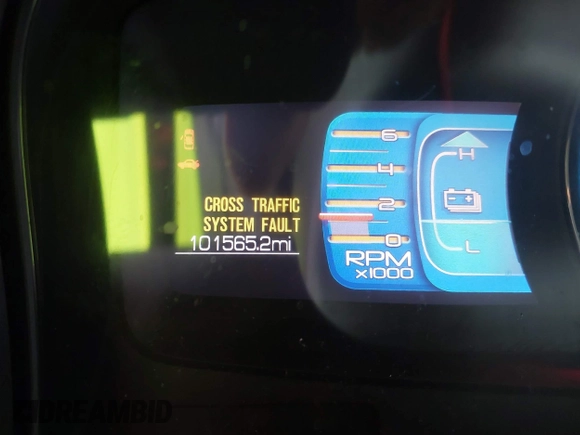 CROSS TRAFFIC
SYSTEM FAULT
101565.2mi
6
4
2
0
RPM
x1000
H
- +
L
DREAMBID